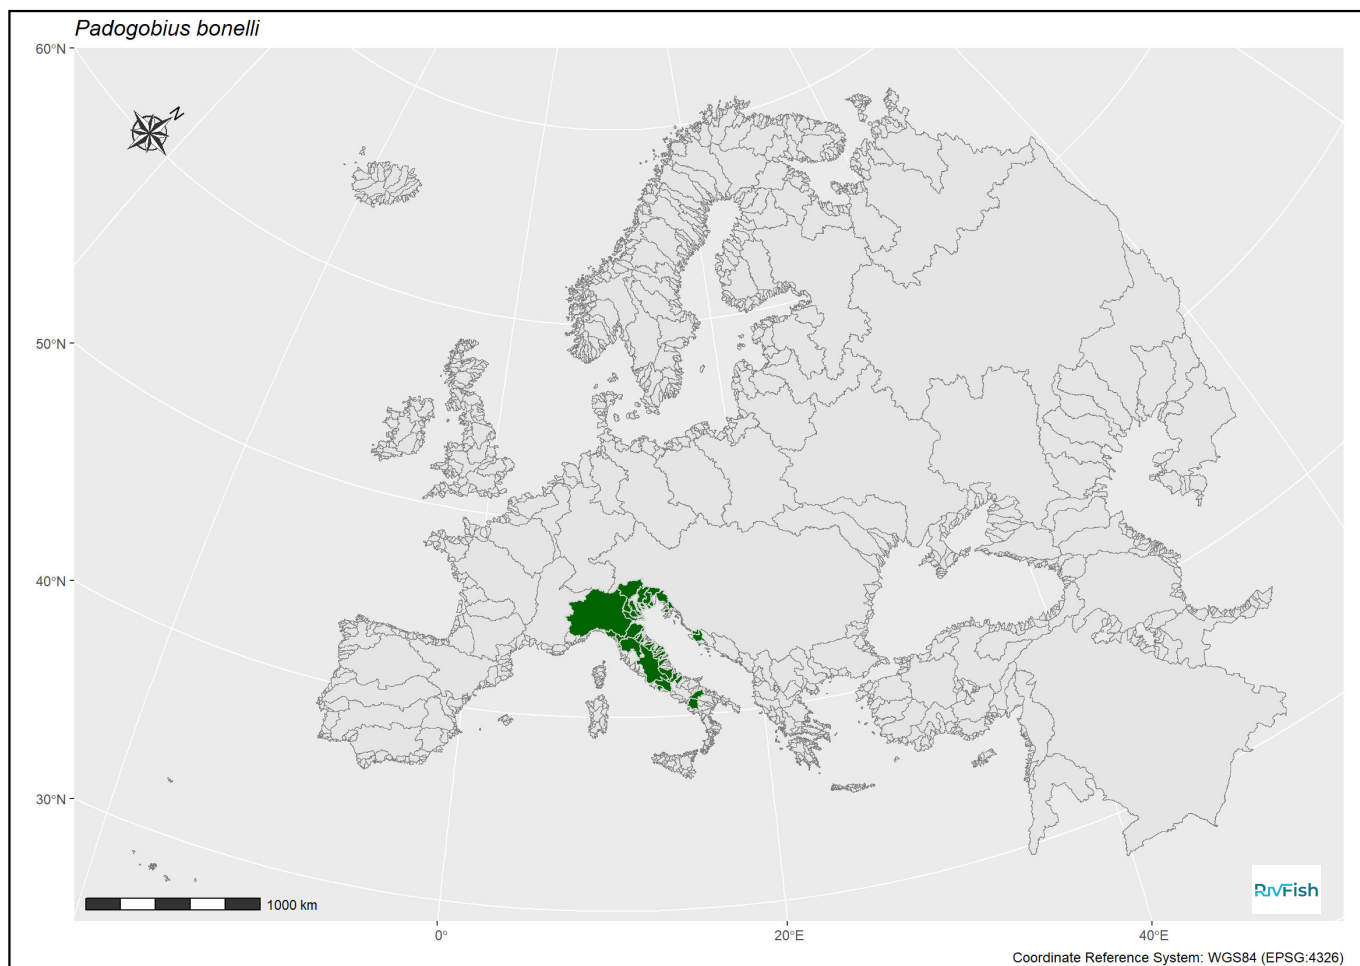 Padogobius bonelli
60°N
N
50°N
40°N
30°N
1000 km
RIVFISH
0°
20°E
40°E
Coordinate Reference System: WGS84 (EPSG:4326)